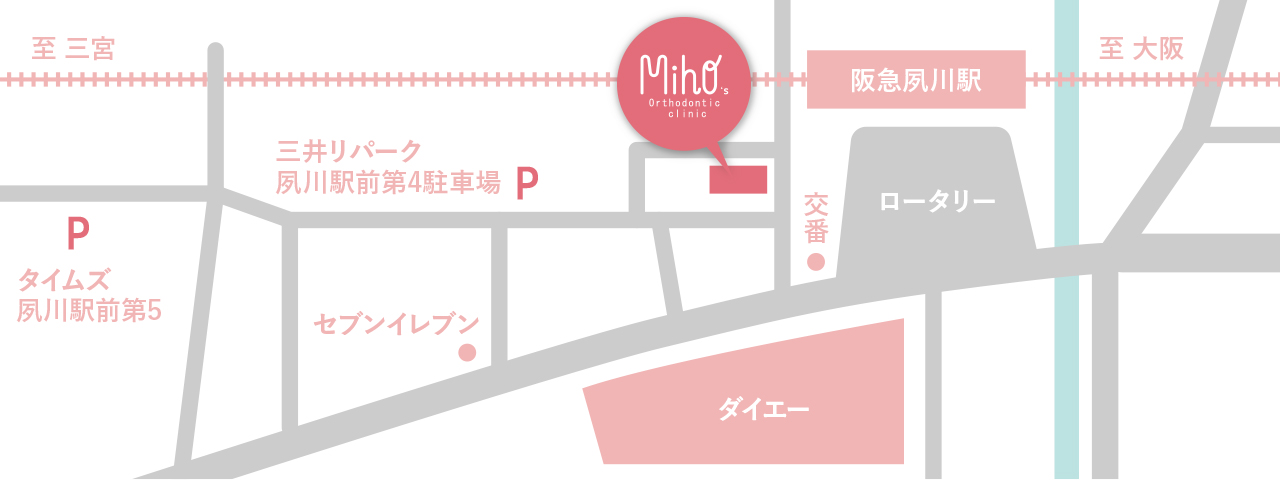 至 三宮
Mihoʼs
Orthodontic
clinic
阪急夙川駅
至 大阪
三井リパーク
夙川駅前第4駐車場 P
交番
ロータリー
P
タイムズ
夙川駅前第5
セブンイレブン
ダイエー